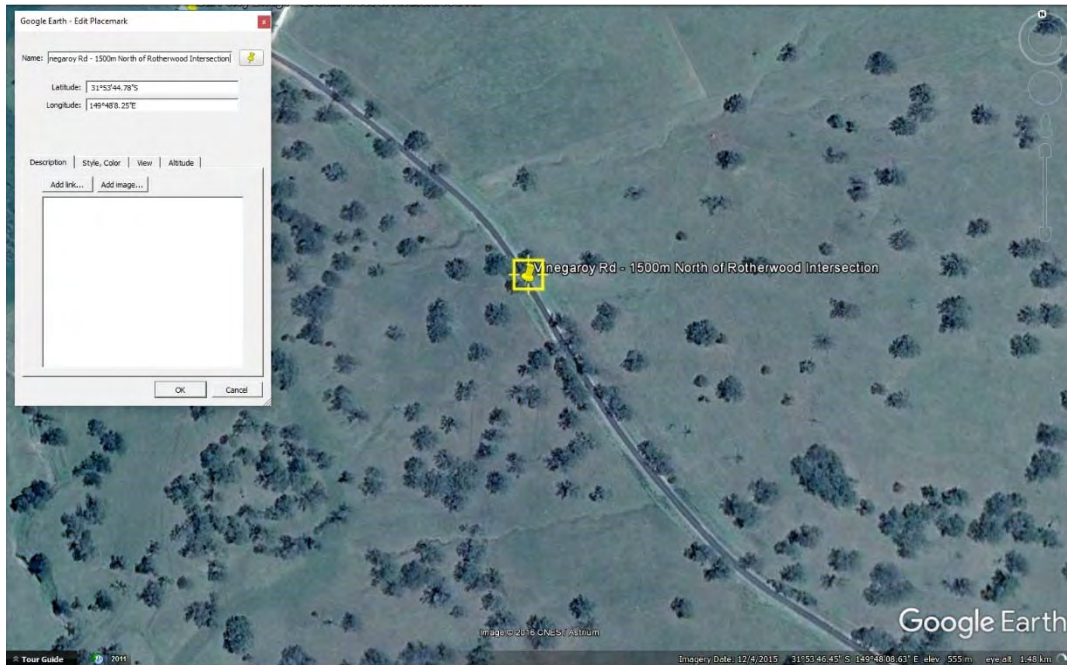 Google Earth - Edit Placemark
Name: negaroy Rd - 1500m North of Rotherwood Intersection
Latitude: 31°53'44.78"S
Longitude: 149°48'8.25"E
Description Style, Color View Altitude
Add link... Add image...
OK Cancel
Vinegaroy Rd - 1500m North of Rotherwood Intersection
N
Image © 2016 CNES / Astrium
Google Earth
Tour Guide 2011
Imagery Date: 12/4/2015 31°53'46.45" S 149°48'08.63" E elev 555 m eye alt 1.48 km